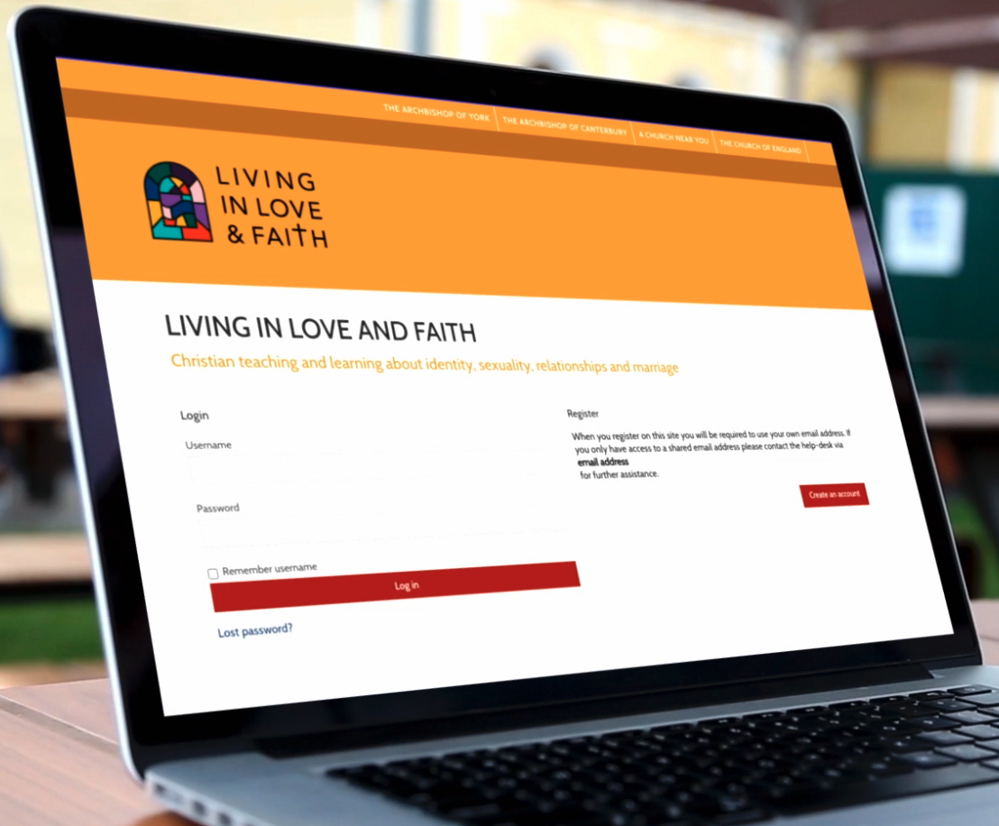 THE ARCHBISHOP OF YORK
THE ARCHBISHOP OF CANTERBURY
A CHURCH NEAR YOU
THE CHURCH OF ENGLAND
LIVING
IN LOVE
& FAITH
LIVING IN LOVE AND FAITH
Christian teaching and learning about identity, sexuality, relationships and marriage
Login
Username
Password
Remember username
Log in
Lost password?
Register
When you register on this site you will be required to use your own email address. If
you only have access to a shared email address please contact the help-desk via
email address
for further assistance.
Create an account